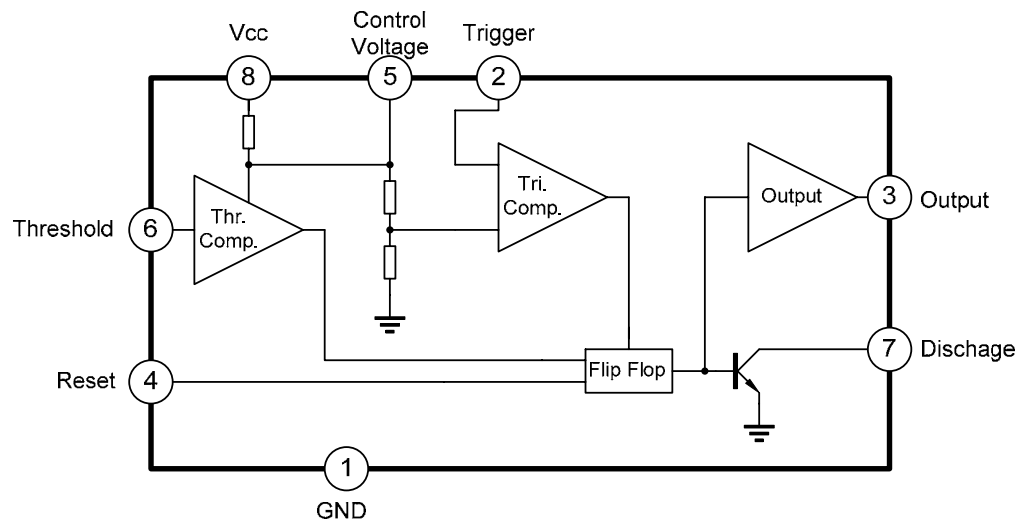 Vcc
Control
Voltage
Trigger
8
5
2
Thr.
Comp.
Tri.
Comp.
Output
3
Output
Threshold
6
Flip Flop
7
Dischage
Reset
4
1
GND